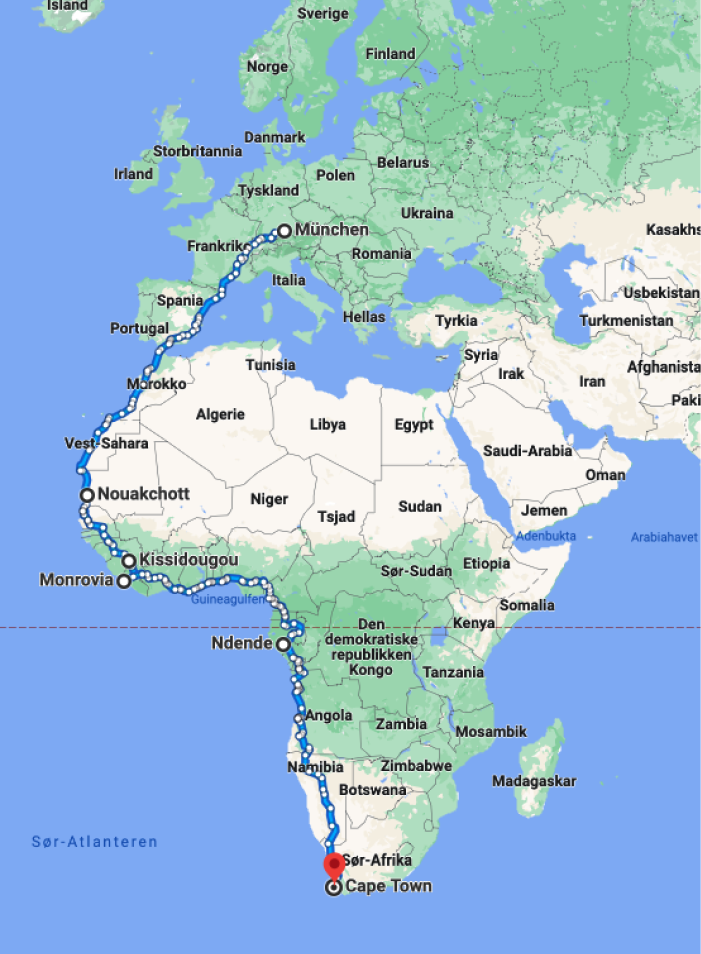 Island
Sverige
Finland
Norge
Danmark
Storbritannia
Belarus
Irland
Polen
Tyskland
Ukraina
München
Kasakhs
Frankrike
Romania
Italia
Usbekistan
Spania
Hellas
Tyrkia
Turkmenistan
Portugal
Syria
Tunisia
Afghanista
Irak
Iran
Marokko
Paki
Algerie
Libya
Egypt
Vest-Sahara
Saudi-Arabia
Oman
Nouakchott
Niger
Sudan
Jemen
Tsjad
Adenbukta
Arabiahavet
Kissidougou
Etiopia
Sør-Sudan
Monrovia
Guineagulfen
Somalia
Kenya
Den
demokratiske
republikken
Kongo
Ndende
Tanzania
Angola
Zambia
Mosambik
Namibia
Zimbabwe
Madagaskar
Botswana
Sør-Atlanteren
Sør-Afrika
Cape Town